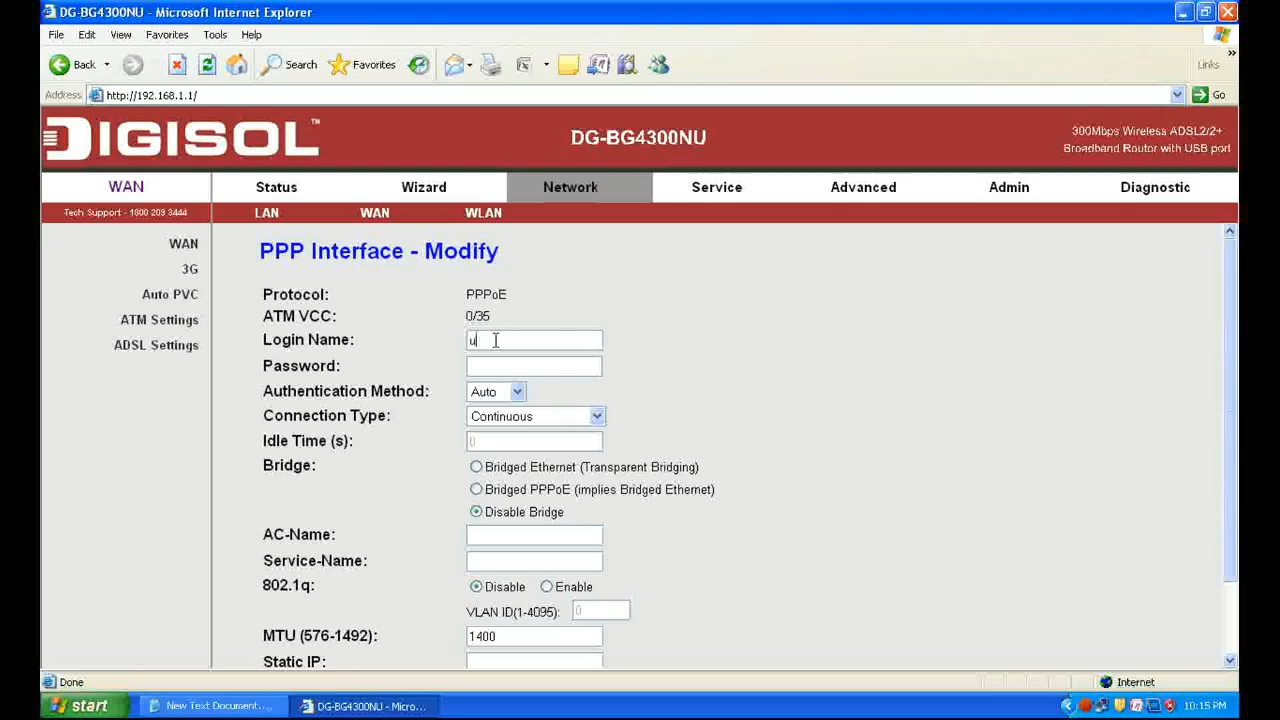 DG-BG4300NU - Microsoft Internet Explorer
File Edit View Favorites Tools Help
Back Search Favorites Links
Address http://192.168.1.1/ Go
DIGISOL™ DG-BG4300NU
300Mbps Wireless ADSL2/2+
Broadband Router with USB port
WAN Status Wizard Network Service Advanced Admin Diagnostic
Tech Support - 1800 209 3444 LAN WAN WLAN
WAN
3G
Auto PVC
ATM Settings
ADSL Settings
PPP Interface - Modify
Protocol: PPPoE
ATM VCC: 0/35
Login Name: u
Password:
Authentication Method: Auto
Connection Type: Continuous
Idle Time (s): 0
Bridge: Bridged Ethernet (Transparent Bridging)
Bridged PPPoE (implies Bridged Ethernet)
Disable Bridge
AC-Name:
Service-Name:
802.1q: Disable Enable
VLAN ID(1-4095): 0
MTU (576-1492): 1400
Static IP:
Done Internet
start New Text Document... DG-BG4300NU - Micro... 10:15 PM